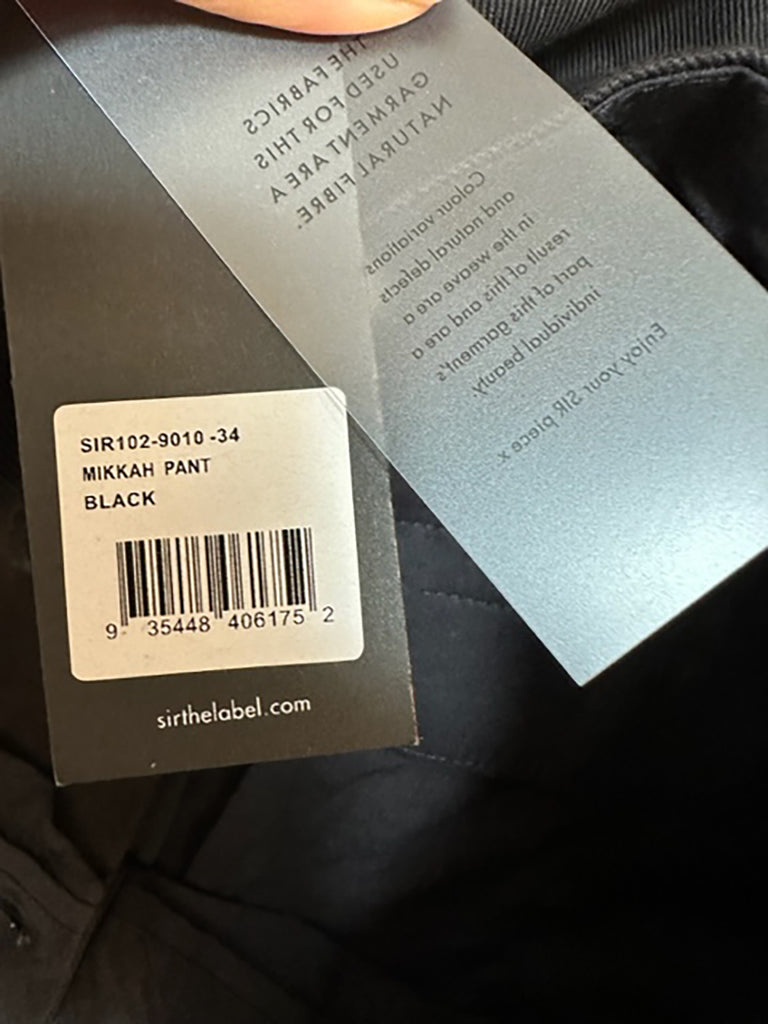 THE FABRICS
USED FOR THIS
GARMENT ARE A
NATURAL FIBRE.
Colour variations
and natural defects
in the weave are a
result of this and are a
part of this garment's
individual beauty.
Enjoy your SIR piece x
SIR102-9010 -34
MIKKAH PANT
BLACK
9 35448 406175 2
sirthelabel.com